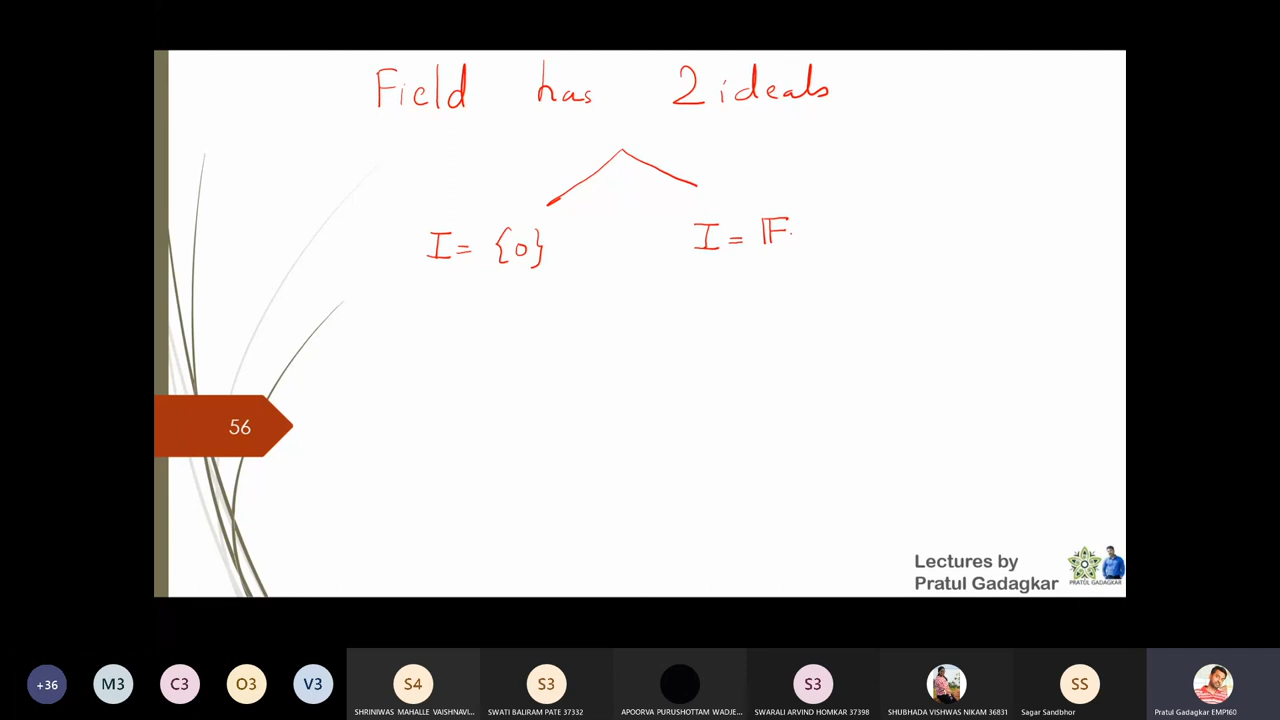 Field has 2 ideals
I = {0} I = 𝔽.
56
Lectures by
Pratul Gadagkar
PRATUL GADAGKAR
+36 M3 C3 O3 V3 S4 S3 S3 SS
SHRINIWAS MAHALLE VAISHNAVI... SWATI BALIRAM PATE 37332 APOORVA PURUSHOTTAM WADJE... SWARALI ARVIND HOMKAR 37398 SHUBHADA VISHWAS NIKAM 36831 Sagar Sandbhor Pratul Gadagkar EMP160